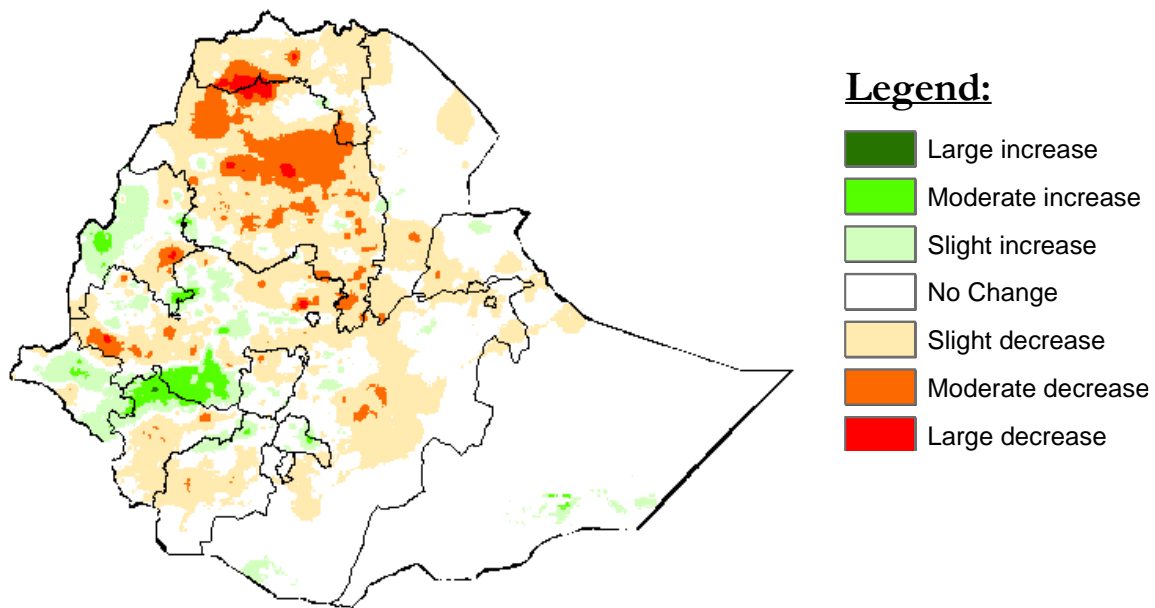 Legend:
Large increase
Moderate increase
Slight increase
No Change
Slight decrease
Moderate decrease
Large decrease